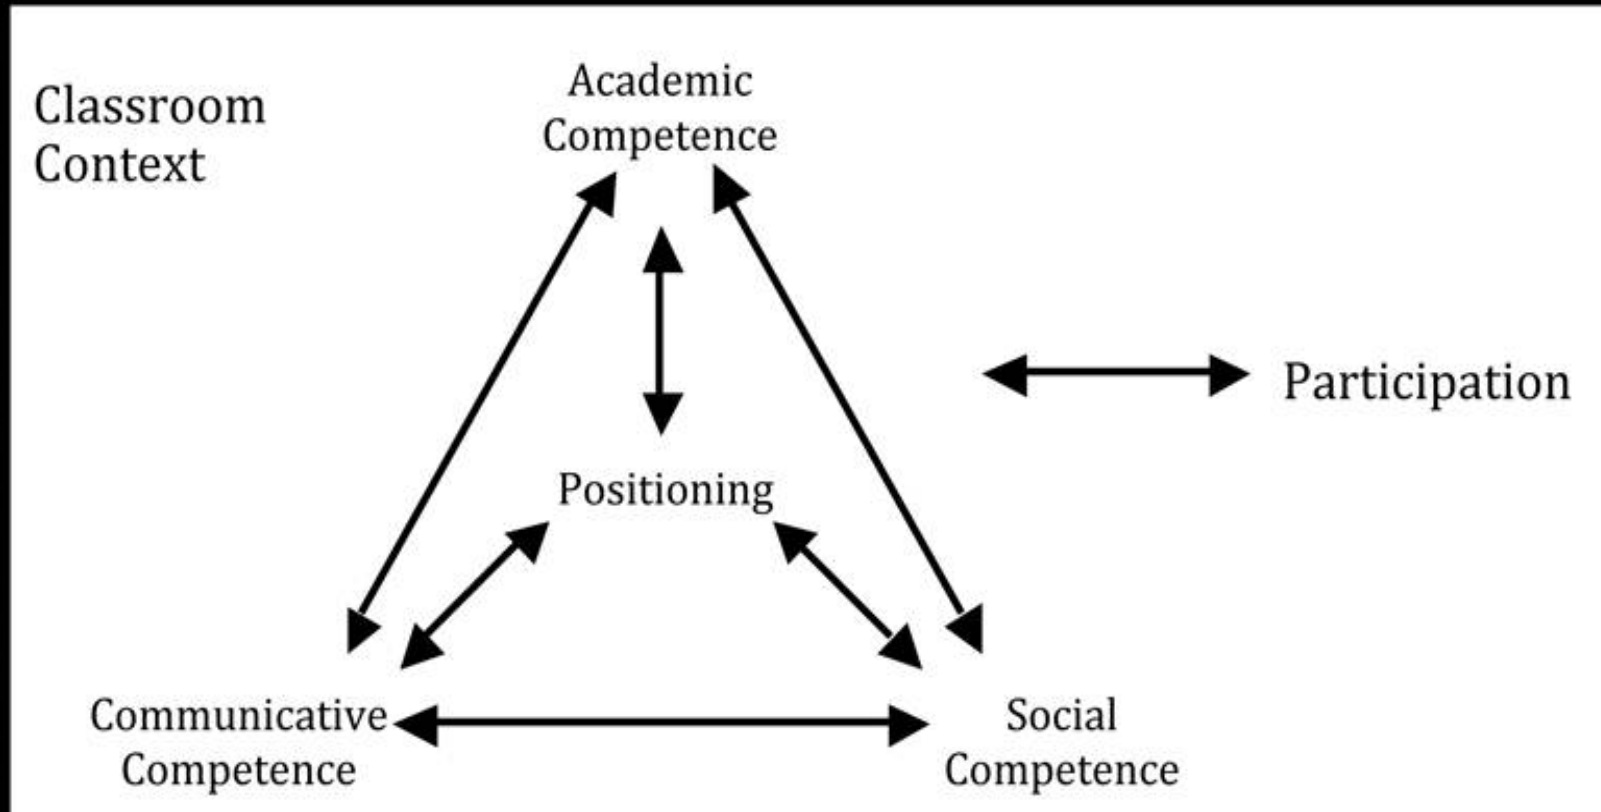 Classroom
Context
Academic
Competence
Participation
Positioning
Communicative
Competence
Social
Competence